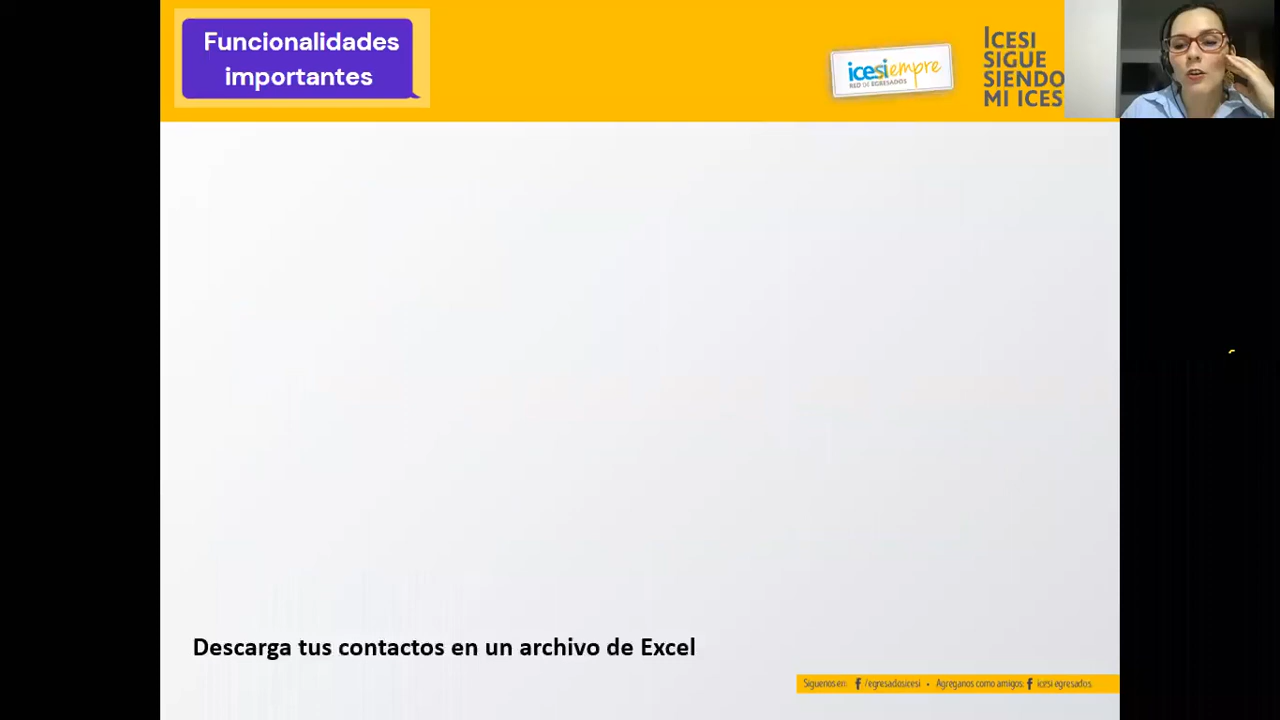 Funcionalidades
importantes
icesiempre
RED DE EGRESADOS
ICESI
SIGUE
SIENDO
MI ICES
Descarga tus contactos en un archivo de Excel
Síguenos en: f /egresadosicesi • Agréganos como amigos: f icesi egresados.